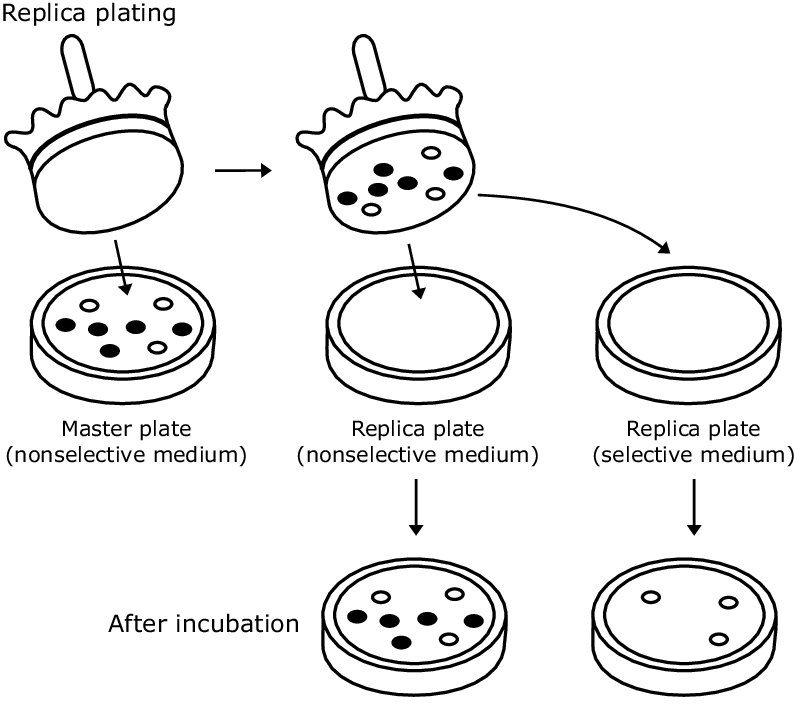 Replica plating
Master plate
(nonselective medium)
Replica plate
(nonselective medium)
Replica plate
(selective medium)
After incubation